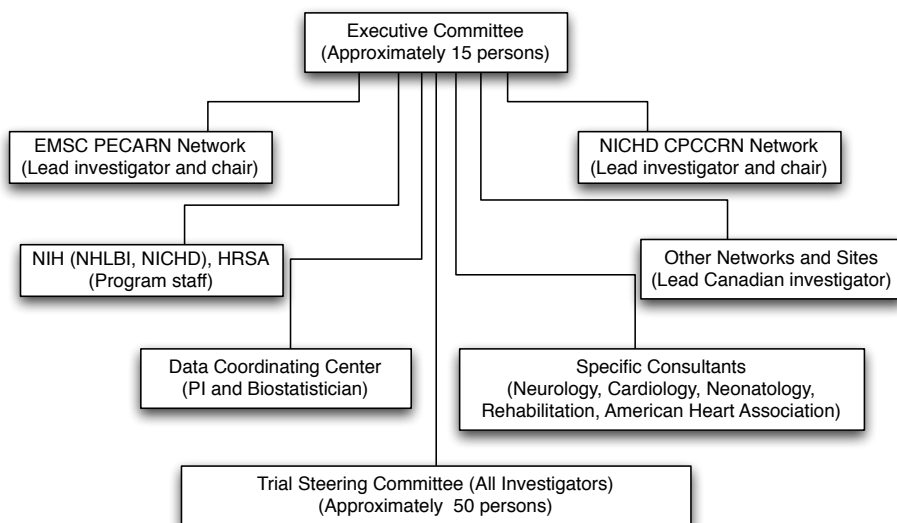 Executive Committee
(Approximately 15 persons)
EMSC PECARN Network
(Lead investigator and chair)
NICHD CPCCRN Network
(Lead investigator and chair)
NIH (NHLBI, NICHD), HRSA
(Program staff)
Other Networks and Sites
(Lead Canadian investigator)
Data Coordinating Center
(PI and Biostatistician)
Specific Consultants
(Neurology, Cardiology, Neonatology,
Rehabilitation, American Heart Association)
Trial Steering Committee (All Investigators)
(Approximately 50 persons)